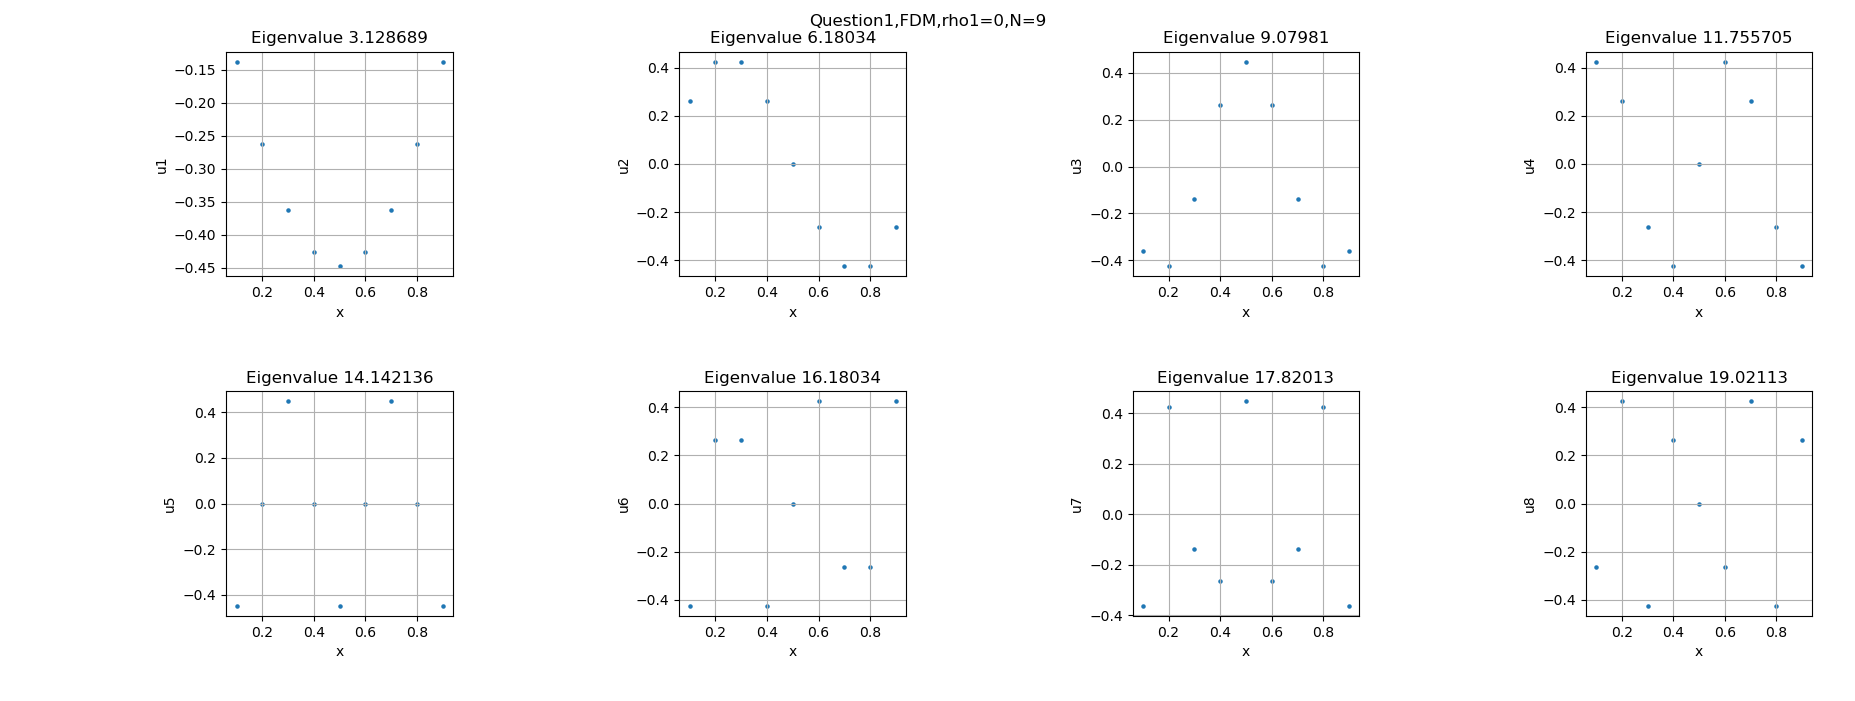 Question1,FDM,rho1=0,N=9
Eigenvalue 3.128689
Eigenvalue 6.18034
Eigenvalue 9.07981
Eigenvalue 11.755705
−0.15
−0.20
−0.25
−0.30
−0.35
−0.40
−0.45
u1
0.2 0.4 0.6 0.8
x
0.4
0.2
0.0
−0.2
−0.4
u2
0.2 0.4 0.6 0.8
x
0.4
0.2
0.0
−0.2
−0.4
u3
0.2 0.4 0.6 0.8
x
0.4
0.2
0.0
−0.2
−0.4
u4
0.2 0.4 0.6 0.8
x
Eigenvalue 14.142136
Eigenvalue 16.18034
Eigenvalue 17.82013
Eigenvalue 19.02113
0.4
0.2
0.0
−0.2
−0.4
u5
0.2 0.4 0.6 0.8
x
0.4
0.2
0.0
−0.2
−0.4
u6
0.2 0.4 0.6 0.8
x
0.4
0.2
0.0
−0.2
−0.4
u7
0.2 0.4 0.6 0.8
x
0.4
0.2
0.0
−0.2
−0.4
u8
0.2 0.4 0.6 0.8
x